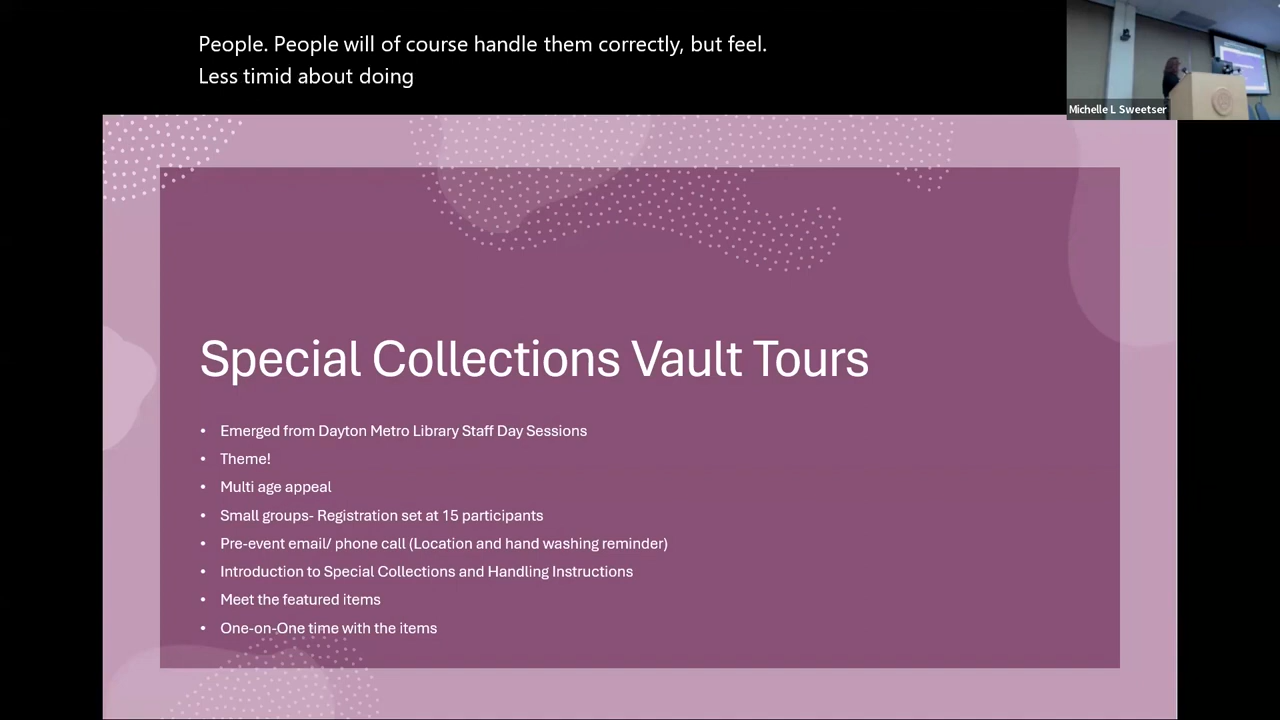 People. People will of course handle them correctly, but feel.
Less timid about doing
Michelle L Sweetser
Special Collections Vault Tours
• Emerged from Dayton Metro Library Staff Day Sessions
• Theme!
• Multi age appeal
• Small groups- Registration set at 15 participants
• Pre-event email/ phone call (Location and hand washing reminder)
• Introduction to Special Collections and Handling Instructions
• Meet the featured items
• One-on-One time with the items